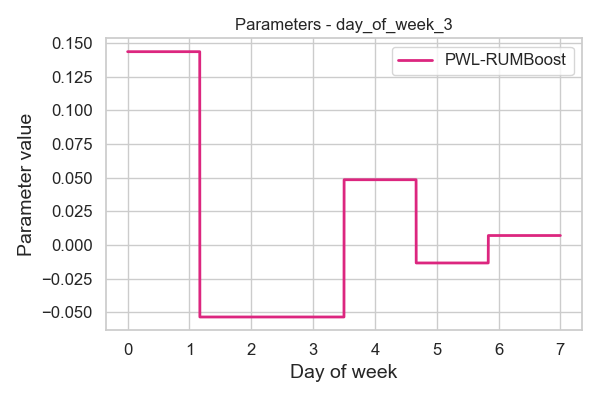 Parameters - day_of_week_3
PWL-RUMBoost
Parameter value
0.150
0.125
0.100
0.075
0.050
0.025
0.000
−0.025
−0.050
0 1 2 3 4 5 6 7
Day of week